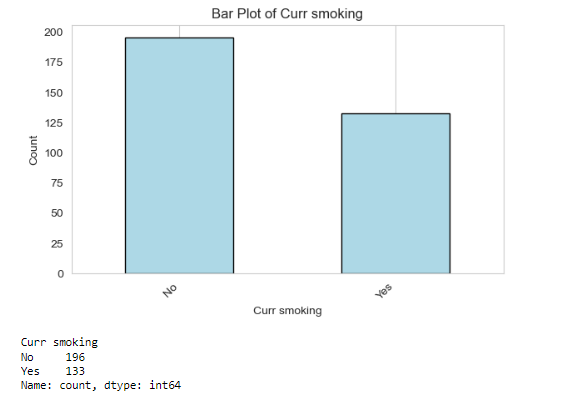 Bar Plot of Curr smoking
200
175
150
125
100
75
50
25
0
Count
No
Yes
Curr smoking
Curr smoking
No     196
Yes    133
Name: count, dtype: int64